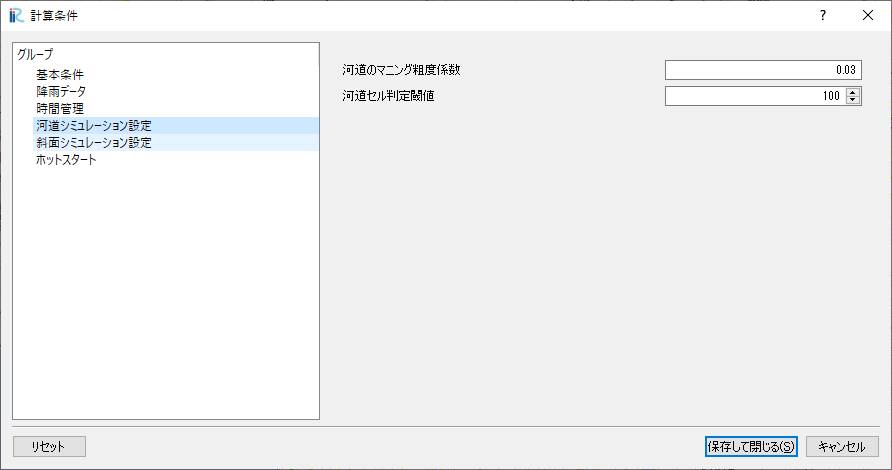 計算条件
?
グループ
基本条件
降雨データ
時間管理
河道シミュレーション設定
斜面シミュレーション設定
ホットスタート
河道のマニング粗度係数 0.03
河道セル判定閾値 100
リセット 保存して閉じる(S) キャンセル